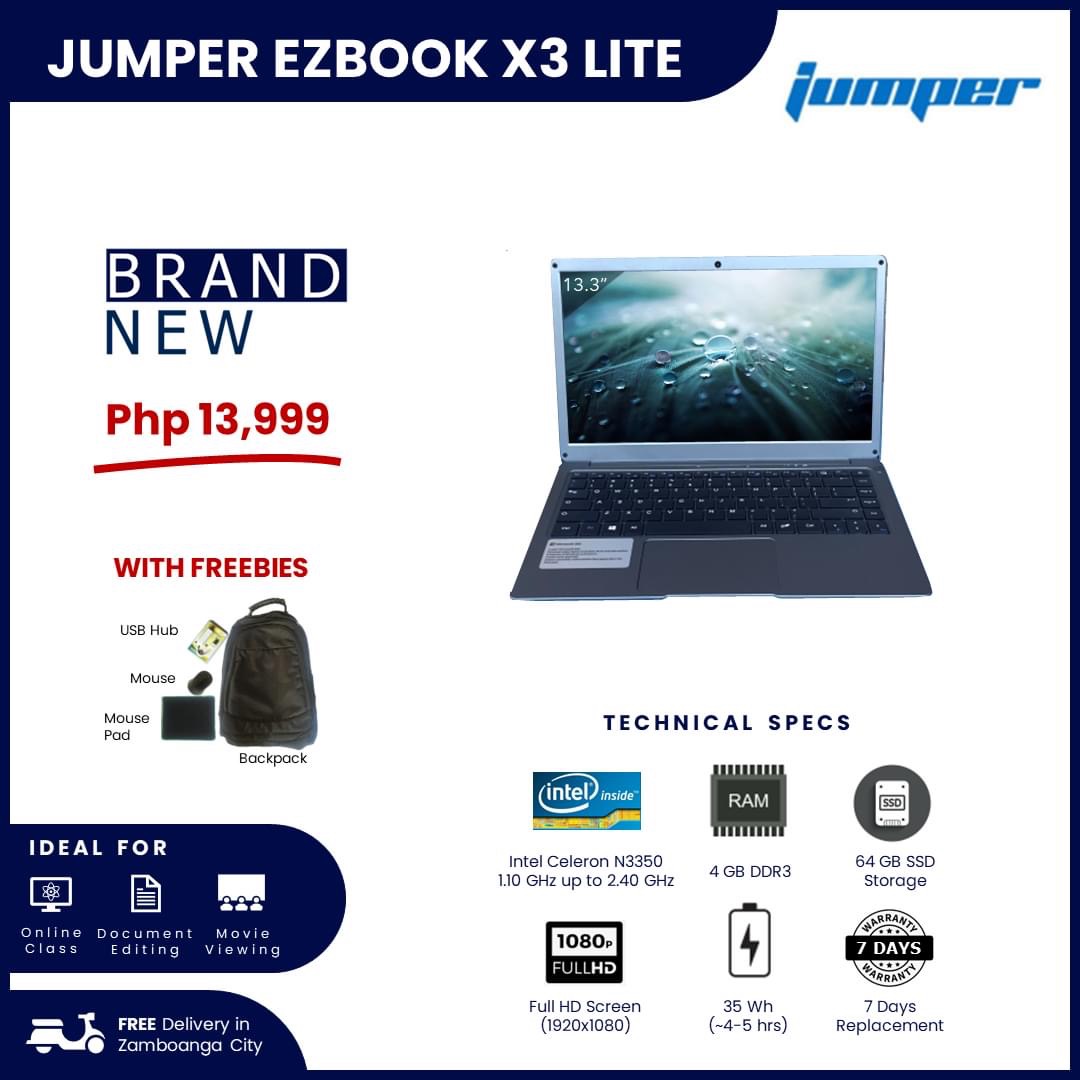 JUMPER EZBOOK X3 LITE
jumper
BRAND
NEW
Php 13,999
13.3”
WITH FREEBIES
USB Hub
Mouse
Mouse
Pad
Backpack
TECHNICAL SPECS
intel inside™
RAM
SSD
Intel Celeron N3350
1.10 GHz up to 2.40 GHz
4 GB DDR3
64 GB SSD
Storage
1080P
FULLHD
WARRANTY
7 DAYS
WARRANTY
Full HD Screen
(1920x1080)
35 Wh
(~4-5 hrs)
7 Days
Replacement
IDEAL FOR
Online
Class
Document
Editing
Movie
Viewing
FREE Delivery in
Zamboanga City